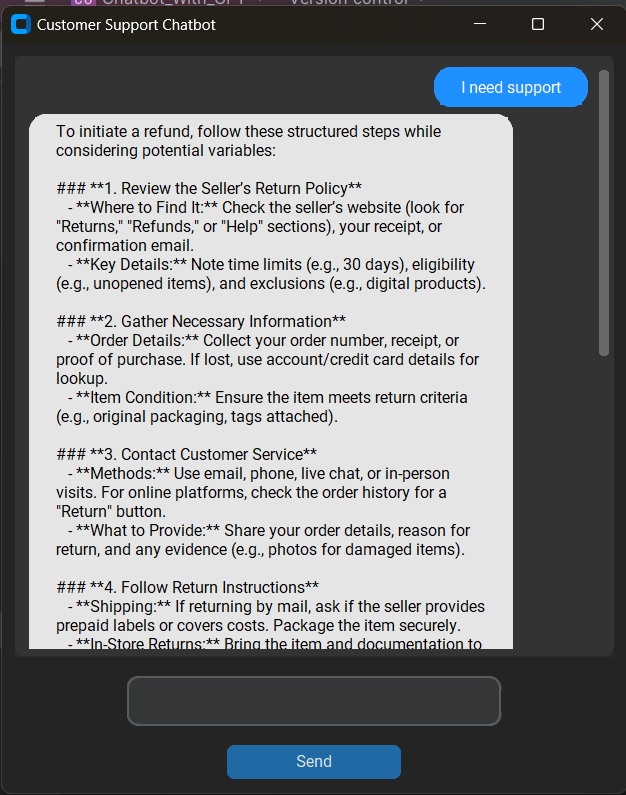 Chatbot_With_GPT
Version control
Customer Support Chatbot
I need support
To initiate a refund, follow these structured steps while
considering potential variables:
### **1. Review the Seller’s Return Policy**
- **Where to Find It:** Check the seller’s website (look for
"Returns," "Refunds," or "Help" sections), your receipt, or
confirmation email.
- **Key Details:** Note time limits (e.g., 30 days), eligibility
(e.g., unopened items), and exclusions (e.g., digital products).
### **2. Gather Necessary Information**
- **Order Details:** Collect your order number, receipt, or
proof of purchase. If lost, use account/credit card details for
lookup.
- **Item Condition:** Ensure the item meets return criteria
(e.g., original packaging, tags attached).
### **3. Contact Customer Service**
- **Methods:** Use email, phone, live chat, or in-person
visits. For online platforms, check the order history for a
"Return" button.
- **What to Provide:** Share your order details, reason for
return, and any evidence (e.g., photos for damaged items).
### **4. Follow Return Instructions**
- **Shipping:** If returning by mail, ask if the seller provides
prepaid labels or covers costs. Package the item securely.
- **In-Store Returns:** Bring the item and documentation to
Send